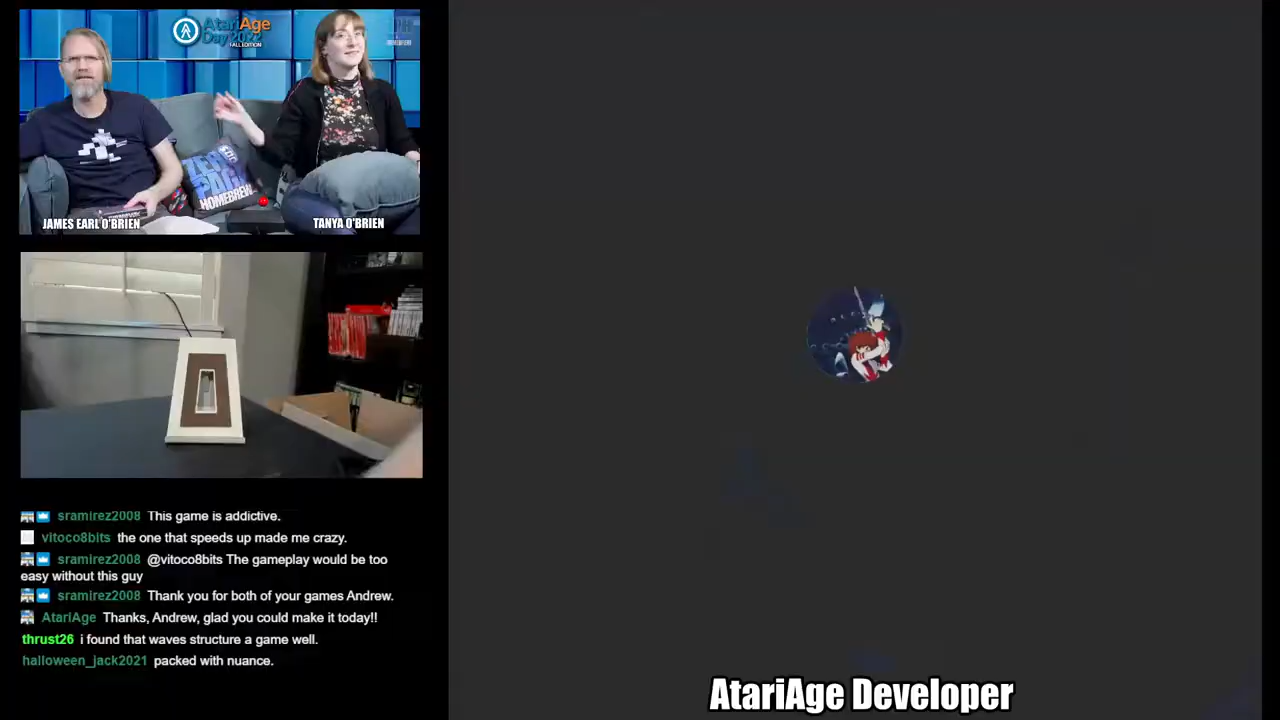 AtariAge
Day 2022
FALL EDITION
ZERO
PAGE
HOMEBREW
JAMES EARL O'BRIEN
TANYA O'BRIEN
sramirez2008 This game is addictive.
vitoco8bits the one that speeds up made me crazy.
sramirez2008 @vitoco8bits The gameplay would be too
easy without this guy
sramirez2008 Thank you for both of your games Andrew.
AtariAge Thanks, Andrew, glad you could make it today!!
thrust26 i found that waves structure a game well.
halloween_jack2021 packed with nuance.
AtariAge Developer